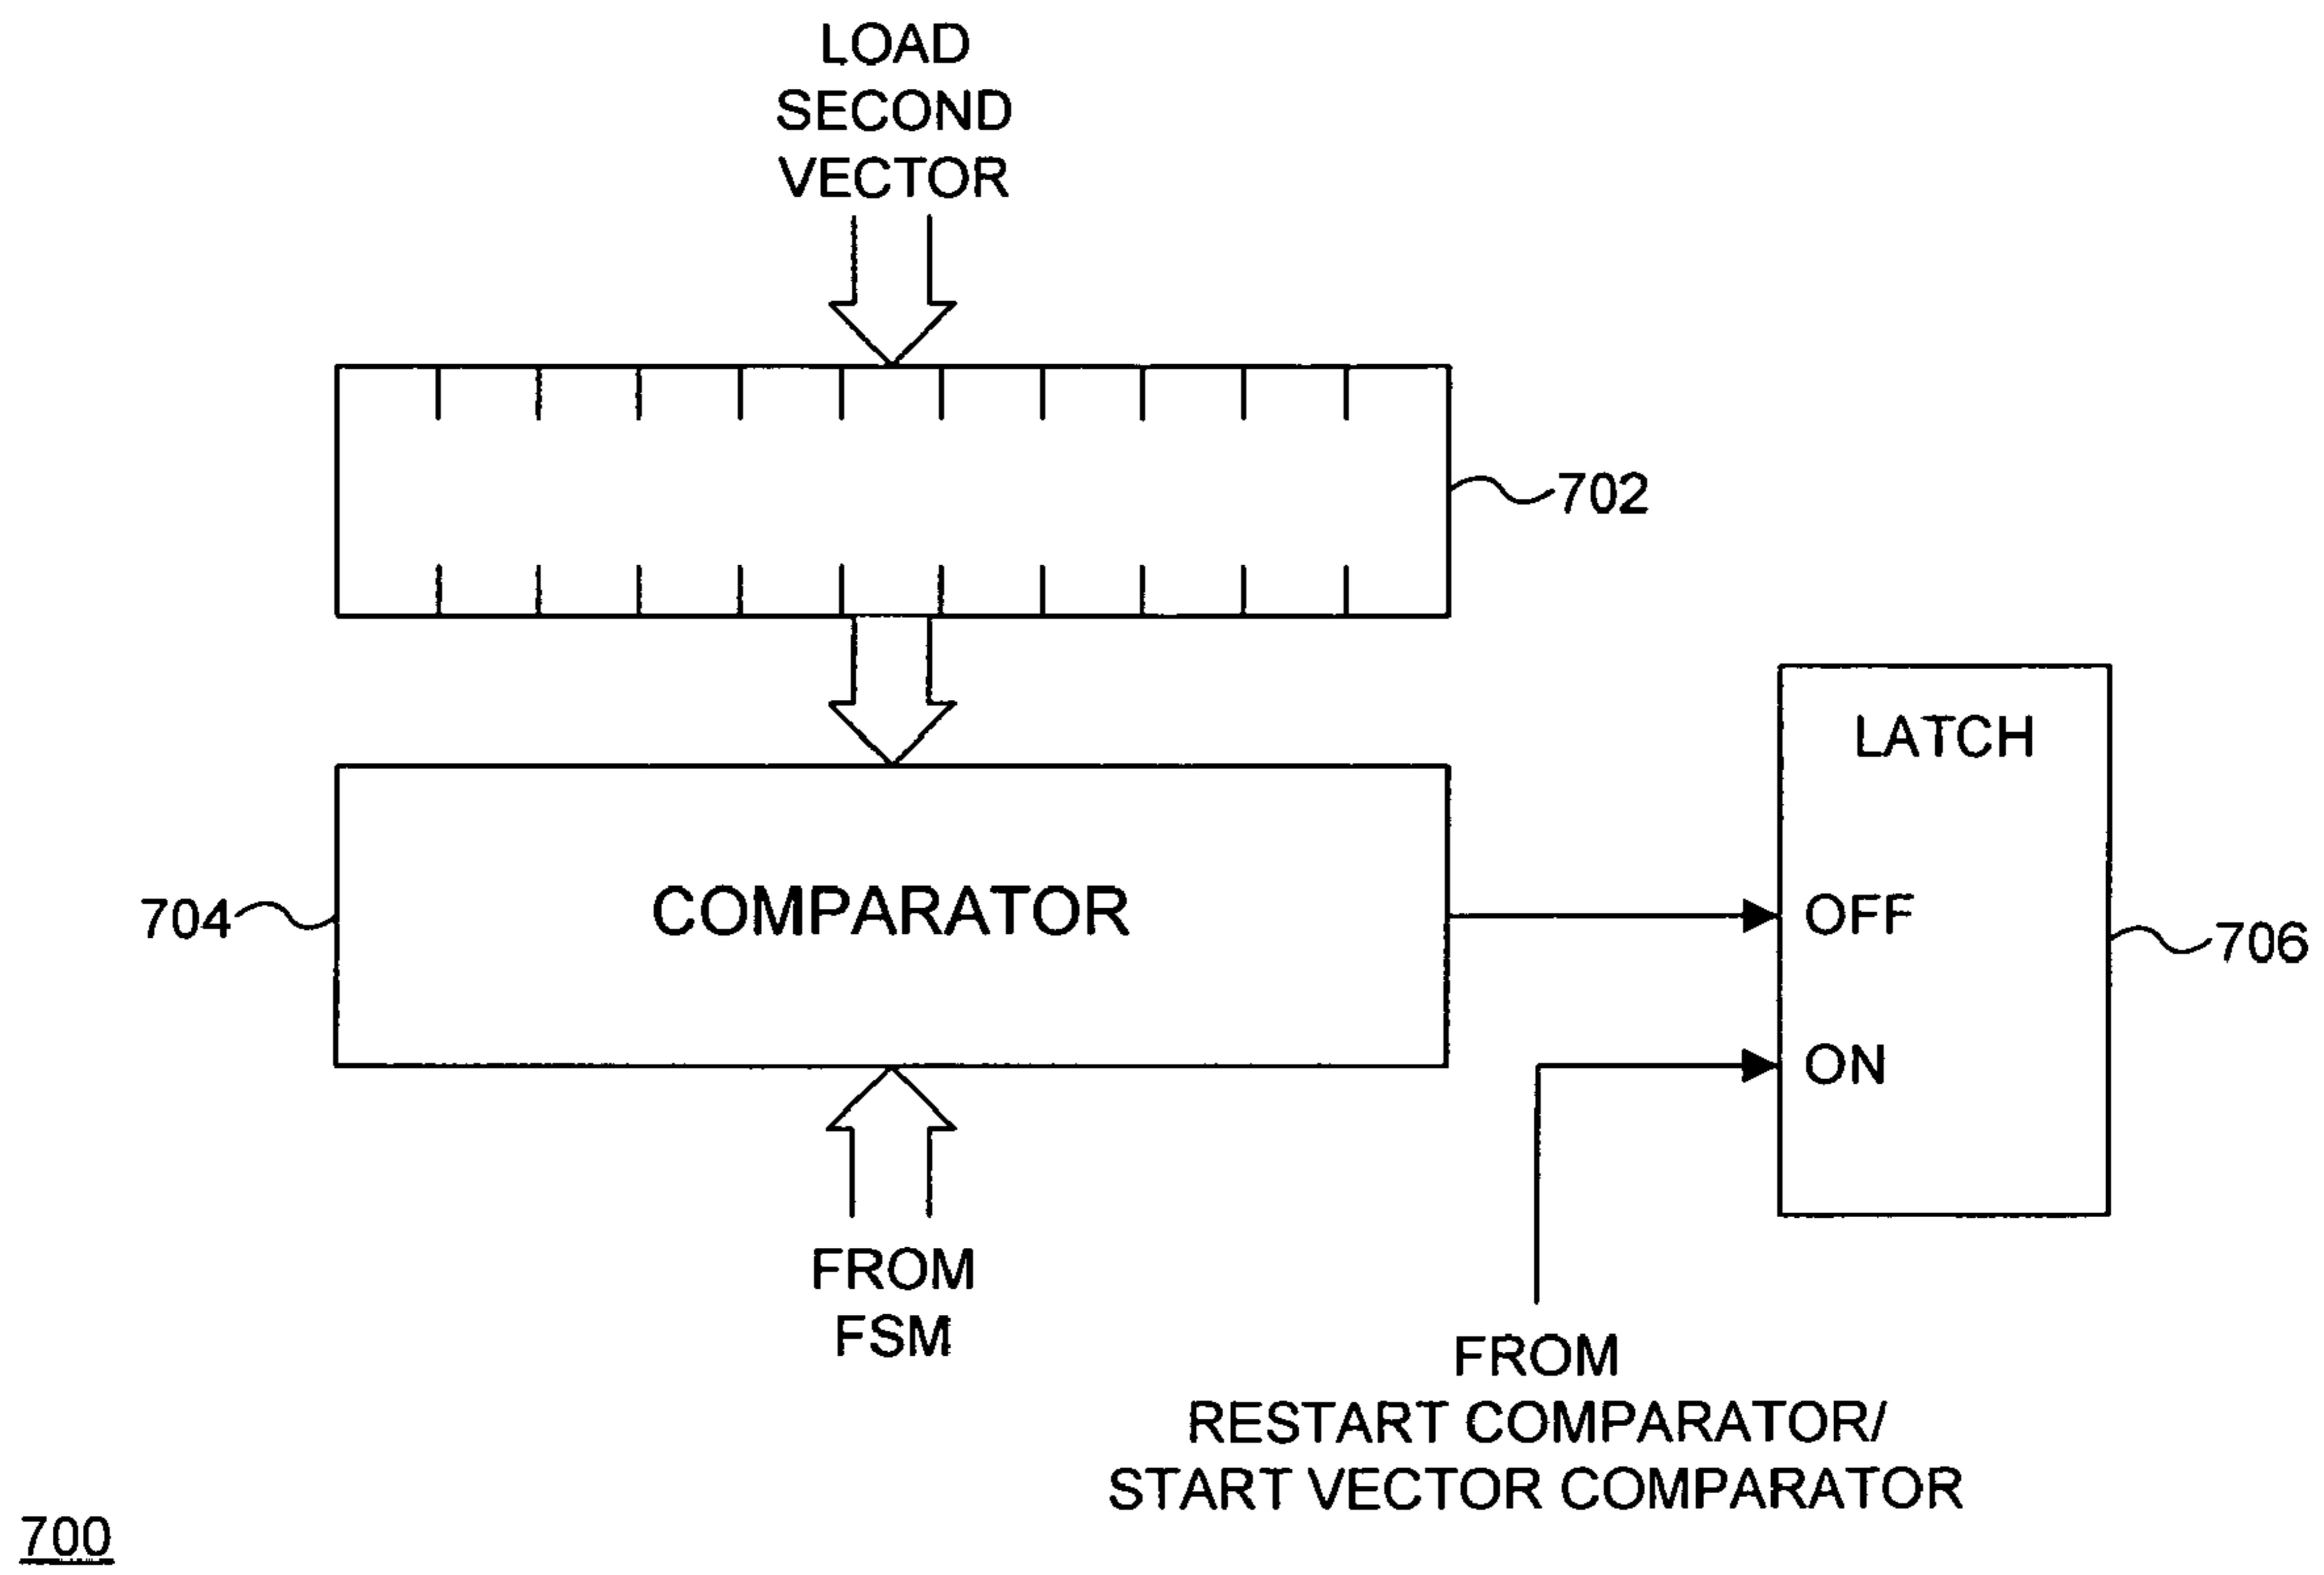 LOAD
SECOND
VECTOR
702
LATCH
704
COMPARATOR
OFF
706
ON
FROM
FSM
FROM
RESTART COMPARATOR/
START VECTOR COMPARATOR
700